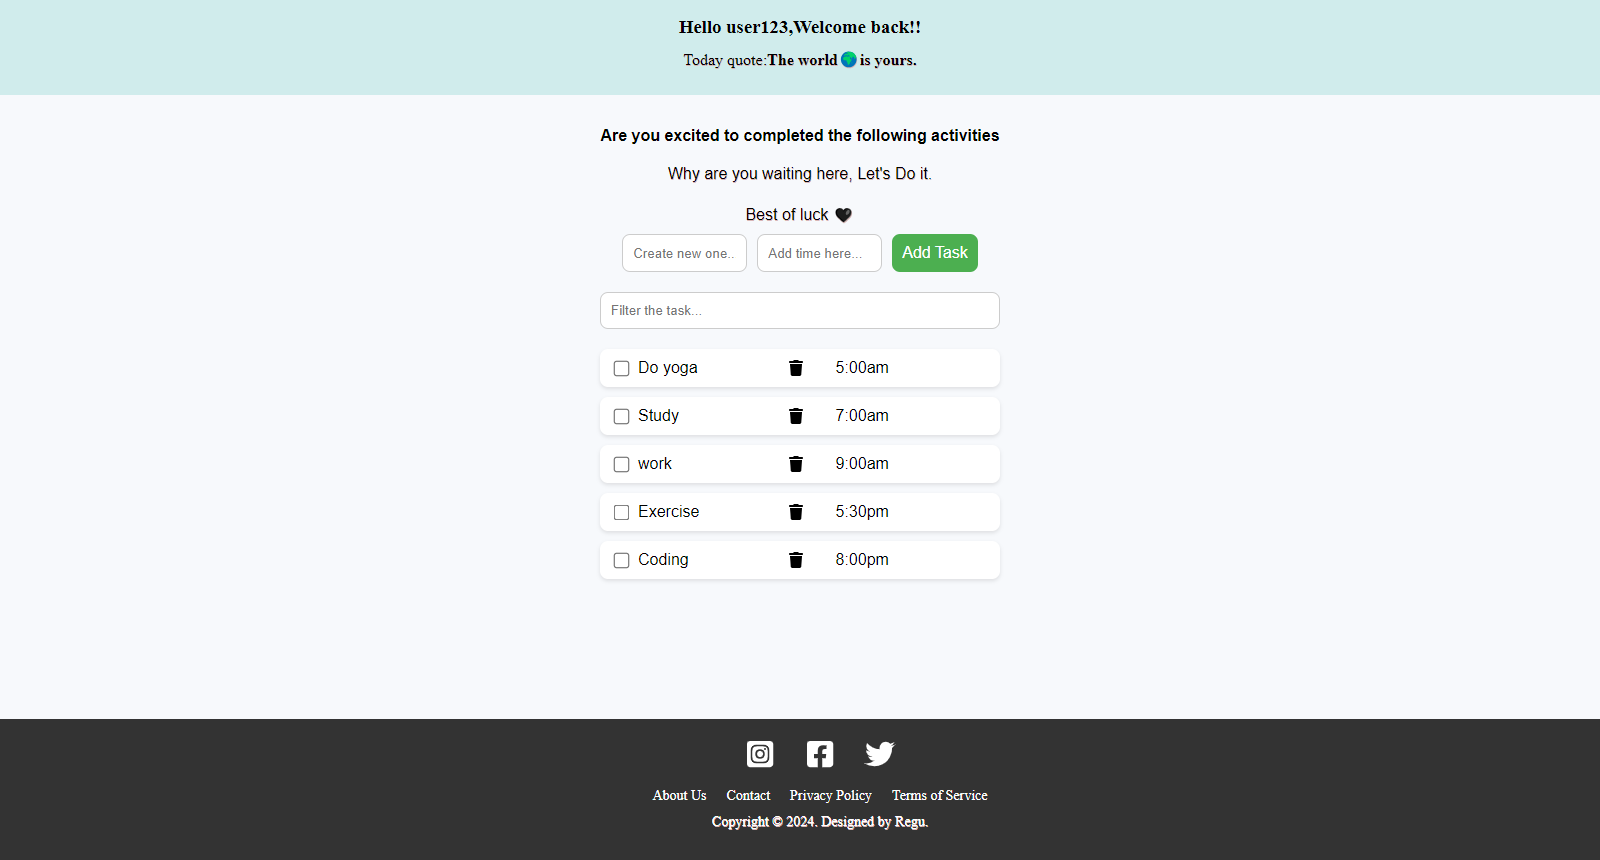 Hello user123,Welcome back!!
Today quote:The world 🌍 is yours.
Are you excited to completed the following activities
Why are you waiting here, Let's Do it.
Best of luck 🖤
Create new one.. Add time here... Add Task
Filter the task...
Do yoga 5:00am
Study 7:00am
work 9:00am
Exercise 5:30pm
Coding 8:00pm
About Us Contact Privacy Policy Terms of Service
Copyright © 2024. Designed by Regu.